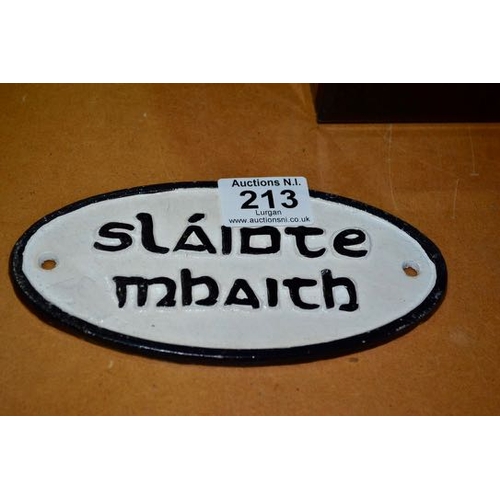 Auctions N.I.
213
Lurgan
www.auctionsni.co.uk
sláinte
mhaith